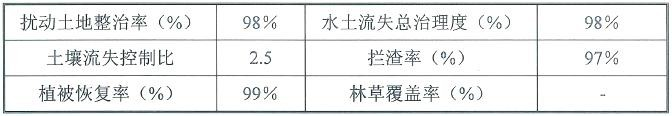 扰动土地整治率（%） 98% 水土流失总治理度（%） 98%
土壤流失控制比 2.5 拦渣率（%） 97%
植被恢复率（%） 99% 林草覆盖率（%） -